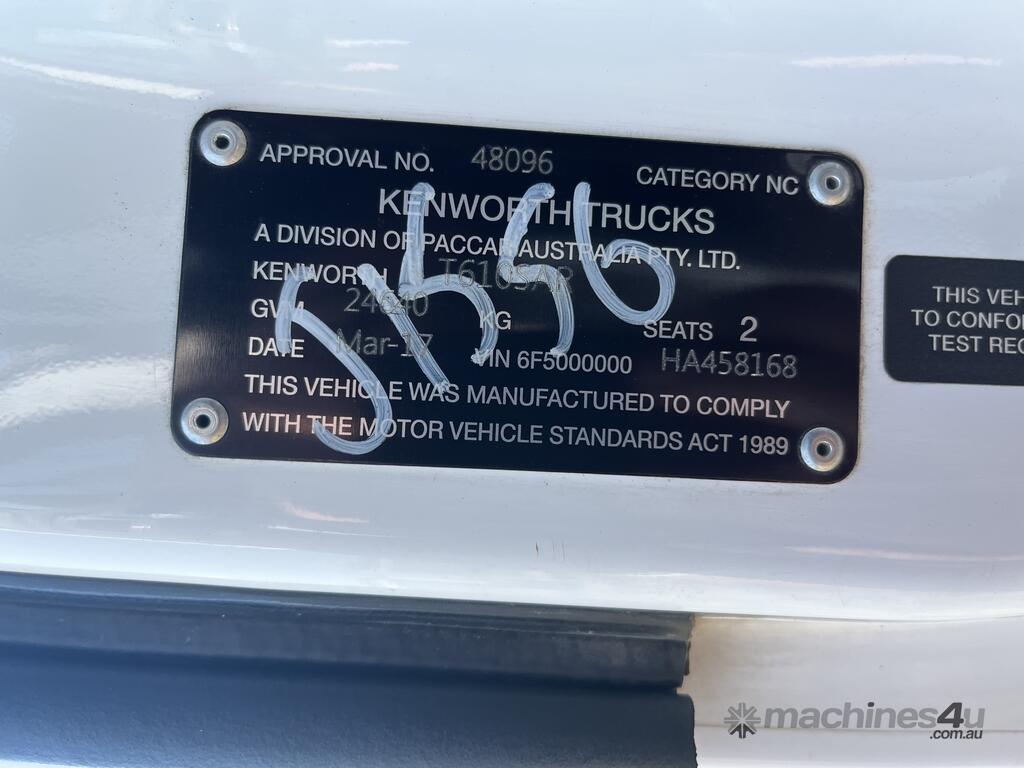 APPROVAL NO. 48096 CATEGORY NC
KENWORTH TRUCKS
A DIVISION OF PACCAR AUSTRALIA PTY. LTD.
KENWORTH T610SAR
GVM 24640 KG SEATS 2
DATE Mar-17 VIN 6F5000000 HA458168
THIS VEHICLE WAS MANUFACTURED TO COMPLY
WITH THE MOTOR VEHICLE STANDARDS ACT 1989
THIS VEH
TO CONFO
TEST REC
machines4u
.com.au